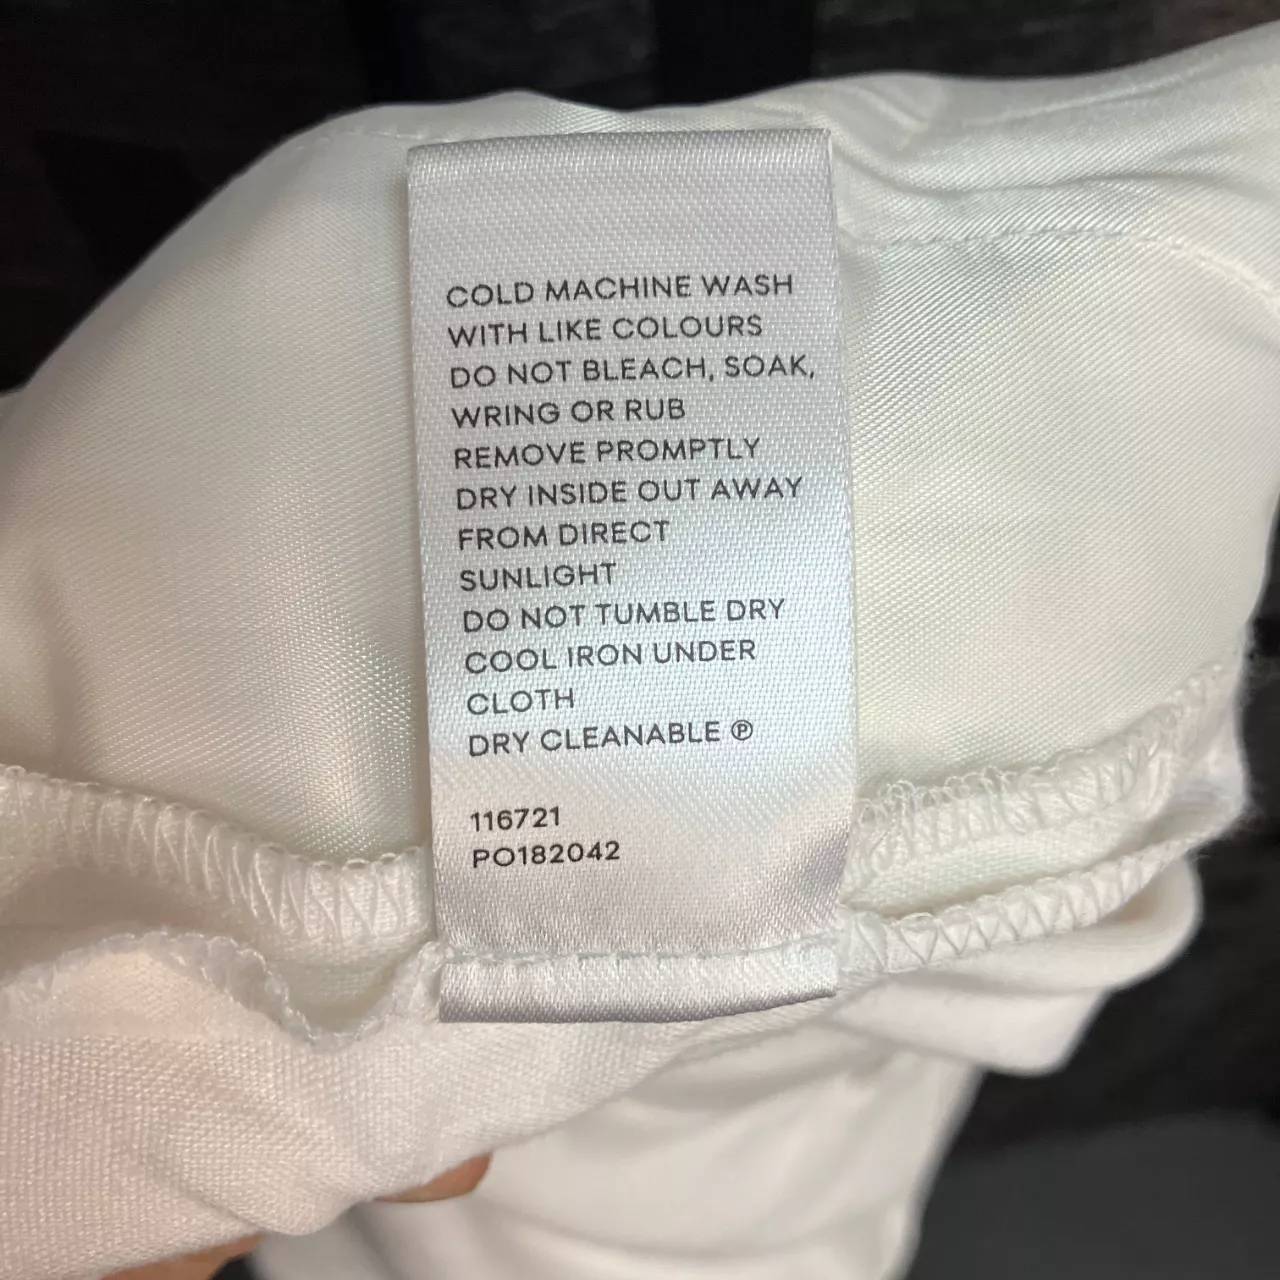 COLD MACHINE WASH
WITH LIKE COLOURS
DO NOT BLEACH, SOAK,
WRING OR RUB
REMOVE PROMPTLY
DRY INSIDE OUT AWAY
FROM DIRECT
SUNLIGHT
DO NOT TUMBLE DRY
COOL IRON UNDER
CLOTH
DRY CLEANABLE Ⓟ
116721
PO182042